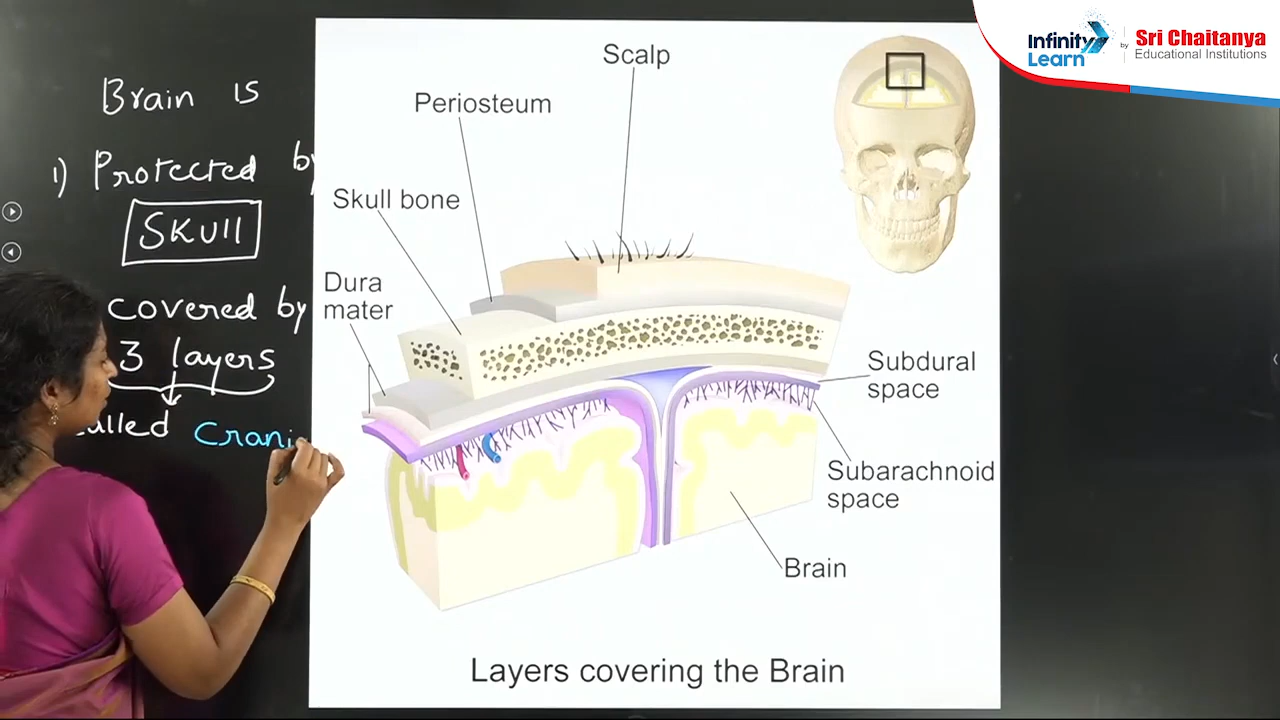 Brain is
1) Protected by
SKUll
covered by
3 layers
called Crani
Scalp
Periosteum
Skull bone
Dura
mater
Subdural
space
Subarachnoid
space
Brain
Layers covering the Brain
Infinity
Learn
by
Sri Chaitanya
Educational Institutions